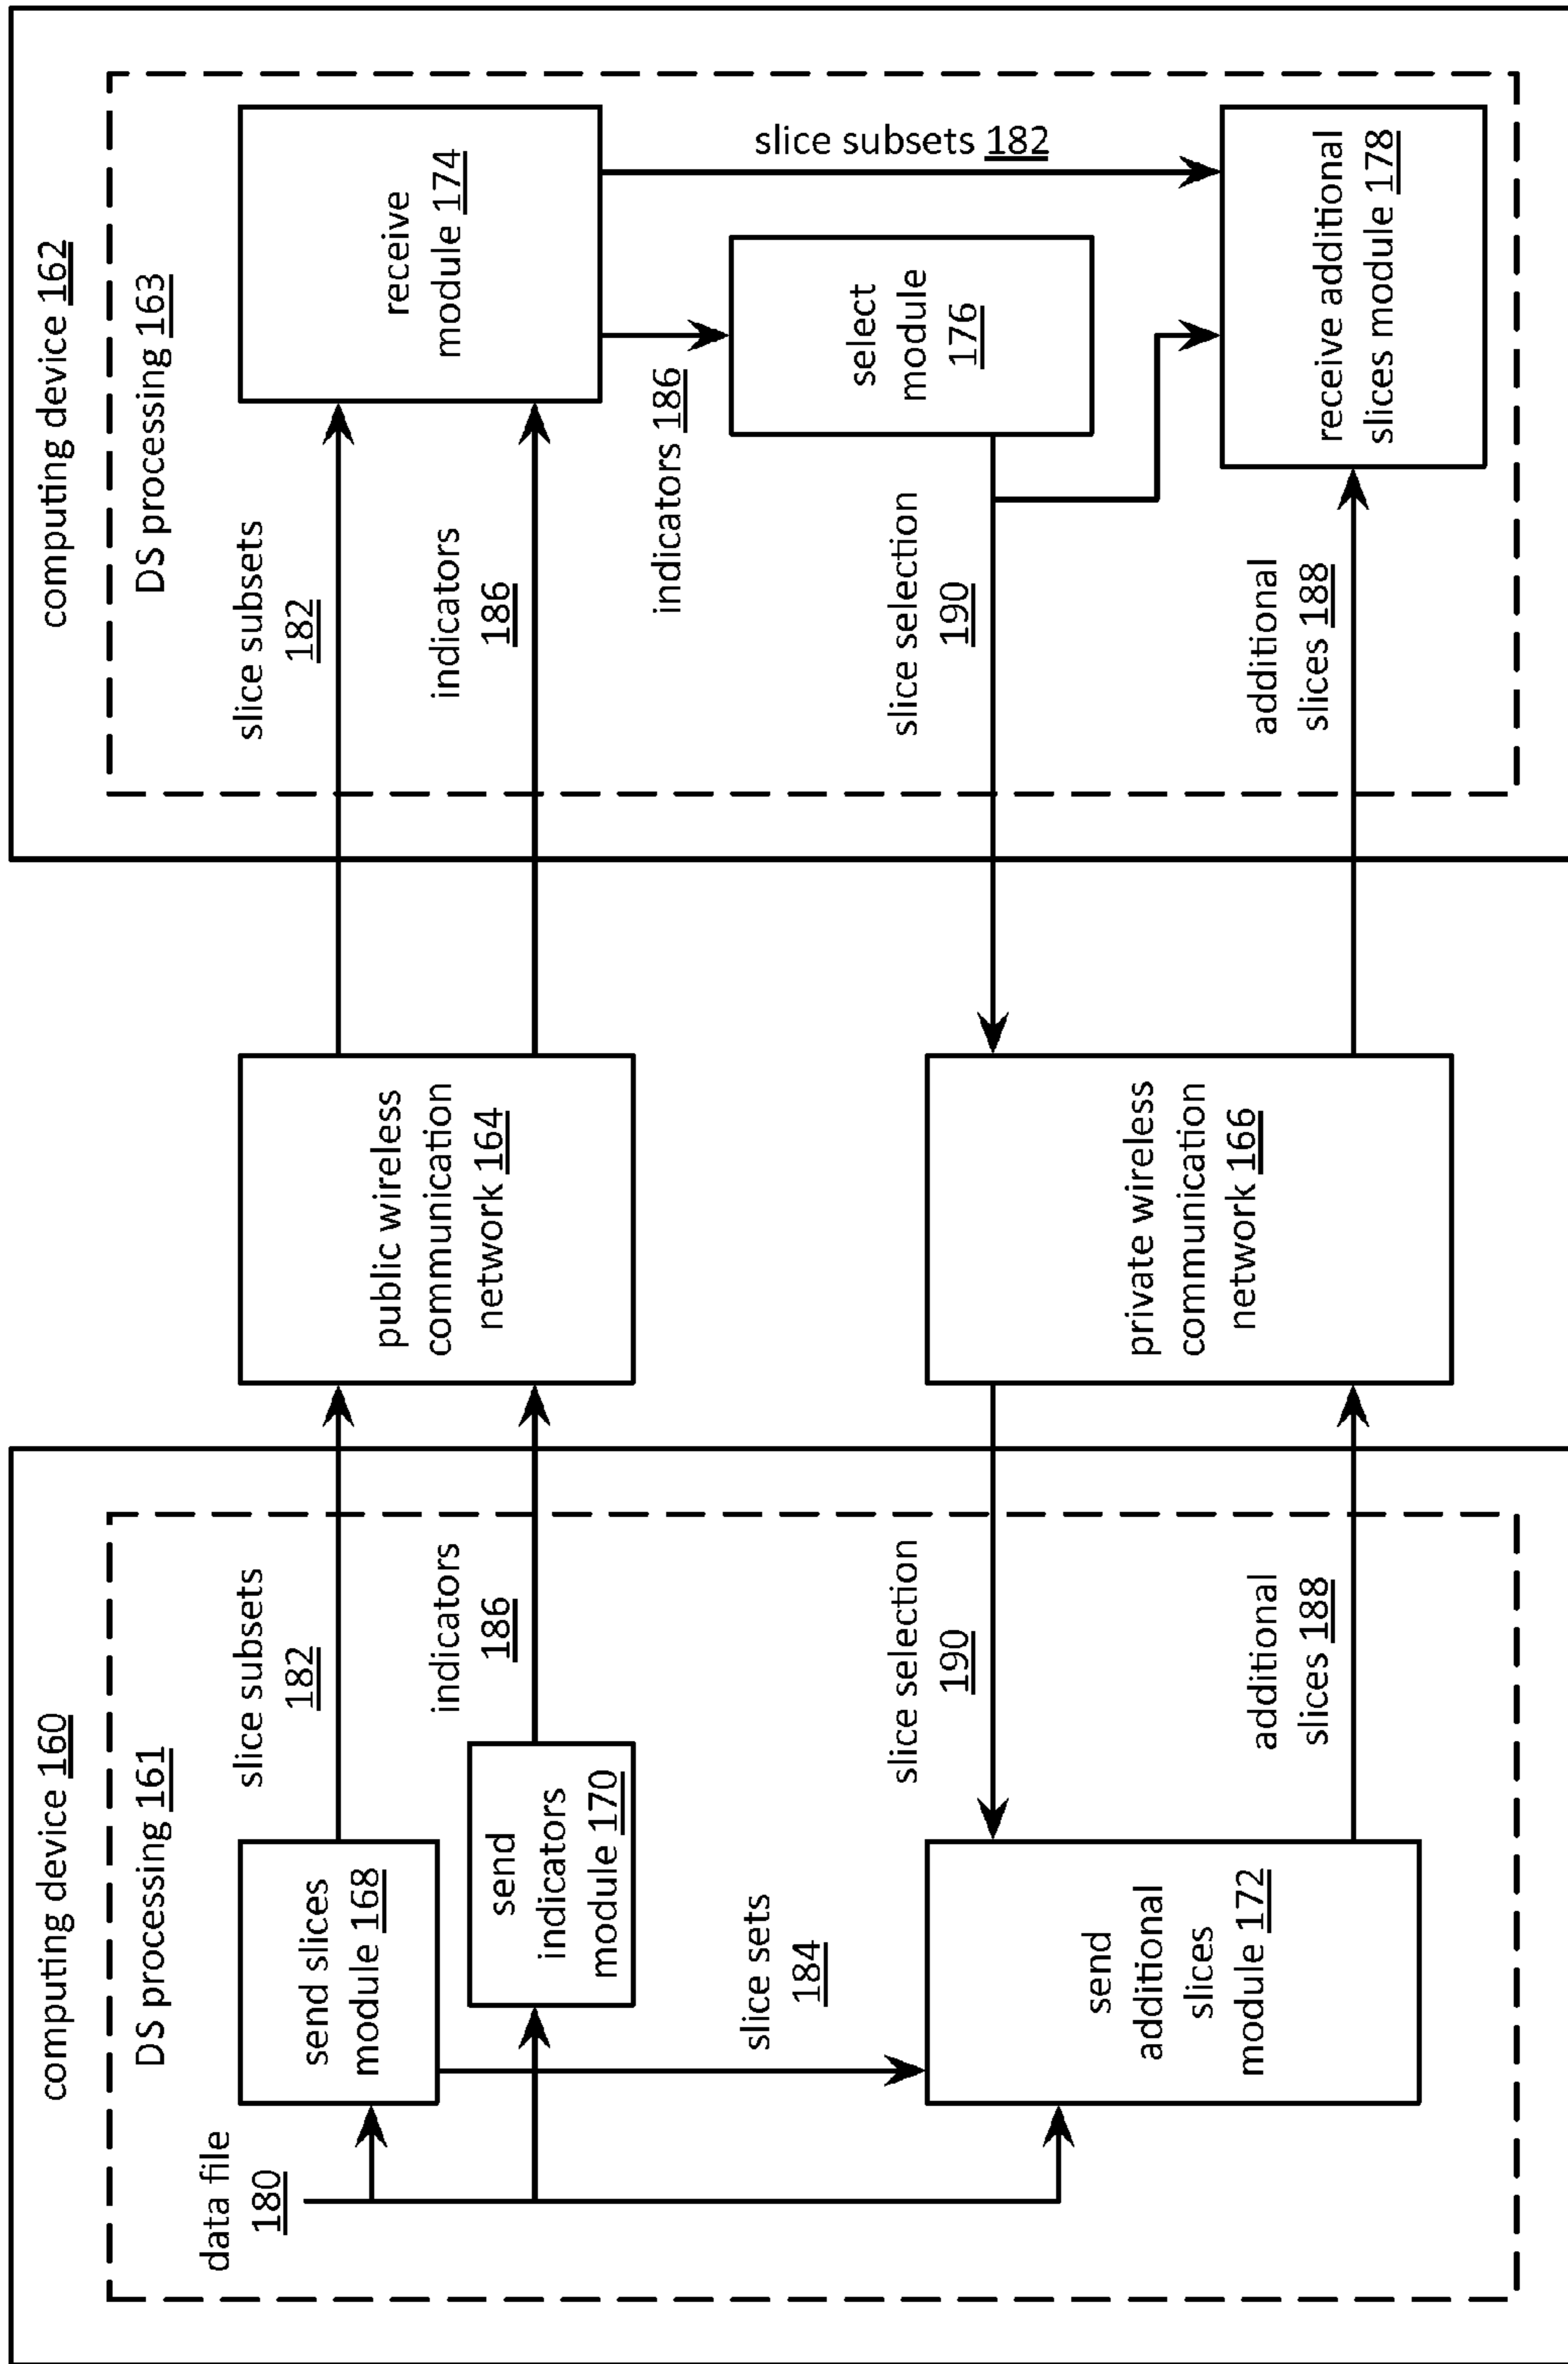 computing device 160
DS processing 161
data file
180
send slices
module 168
slice subsets
182
send
indicators
module 170
indicators
186
slice sets
184
send
additional
slices
module 172
slice selection
190
additional
slices 188
public wireless
communication
network 164
private wireless
communication
network 166
computing device 162
DS processing 163
slice subsets
182
indicators
186
receive
module 174
indicators 186
slice subsets 182
select
module
176
slice selection
190
additional
slices 188
receive additional
slices module 178